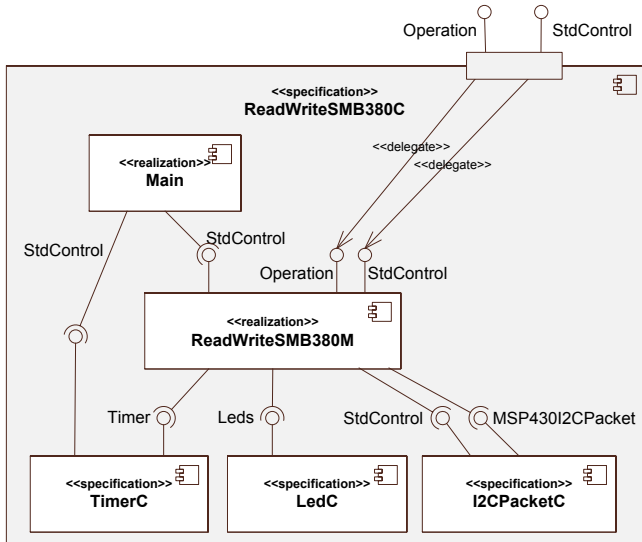 Operation
StdControl
<<specification>>
ReadWriteSMB380C
<<delegate>>
<<delegate>>
<<realization>>
Main
StdControl
StdControl
Operation
StdControl
<<realization>>
ReadWriteSMB380M
Timer
Leds
StdControl
MSP430I2CPacket
<<specification>>
TimerC
<<specification>>
LedC
<<specification>>
I2CPacketC